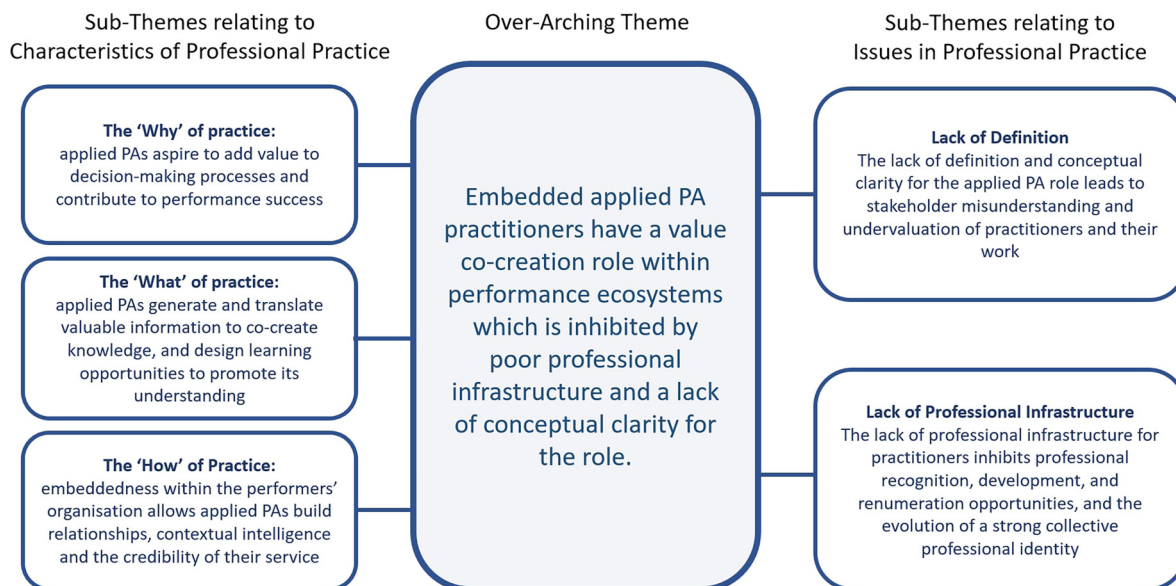 Sub-Themes relating to
Characteristics of Professional Practice
The ‘Why’ of practice:
applied PAs aspire to add value to
decision-making processes and
contribute to performance success
The ‘What’ of practice:
applied PAs generate and translate
valuable information to co-create
knowledge, and design learning
opportunities to promote its
understanding
The ‘How’ of Practice:
embeddedness within the performers’
organisation allows applied PAs build
relationships, contextual intelligence
and the credibility of their service
Over-Arching Theme
Embedded applied PA
practitioners have a value
co-creation role within
performance ecosystems
which is inhibited by
poor professional
infrastructure and a lack
of conceptual clarity for
the role.
Sub-Themes relating to
Issues in Professional Practice
Lack of Definition
The lack of definition and conceptual
clarity for the applied PA role leads to
stakeholder misunderstanding and
undervaluation of practitioners and their
work
Lack of Professional Infrastructure
The lack of professional infrastructure for
practitioners inhibits professional
recognition, development, and
renumeration opportunities, and the
evolution of a strong collective
professional identity